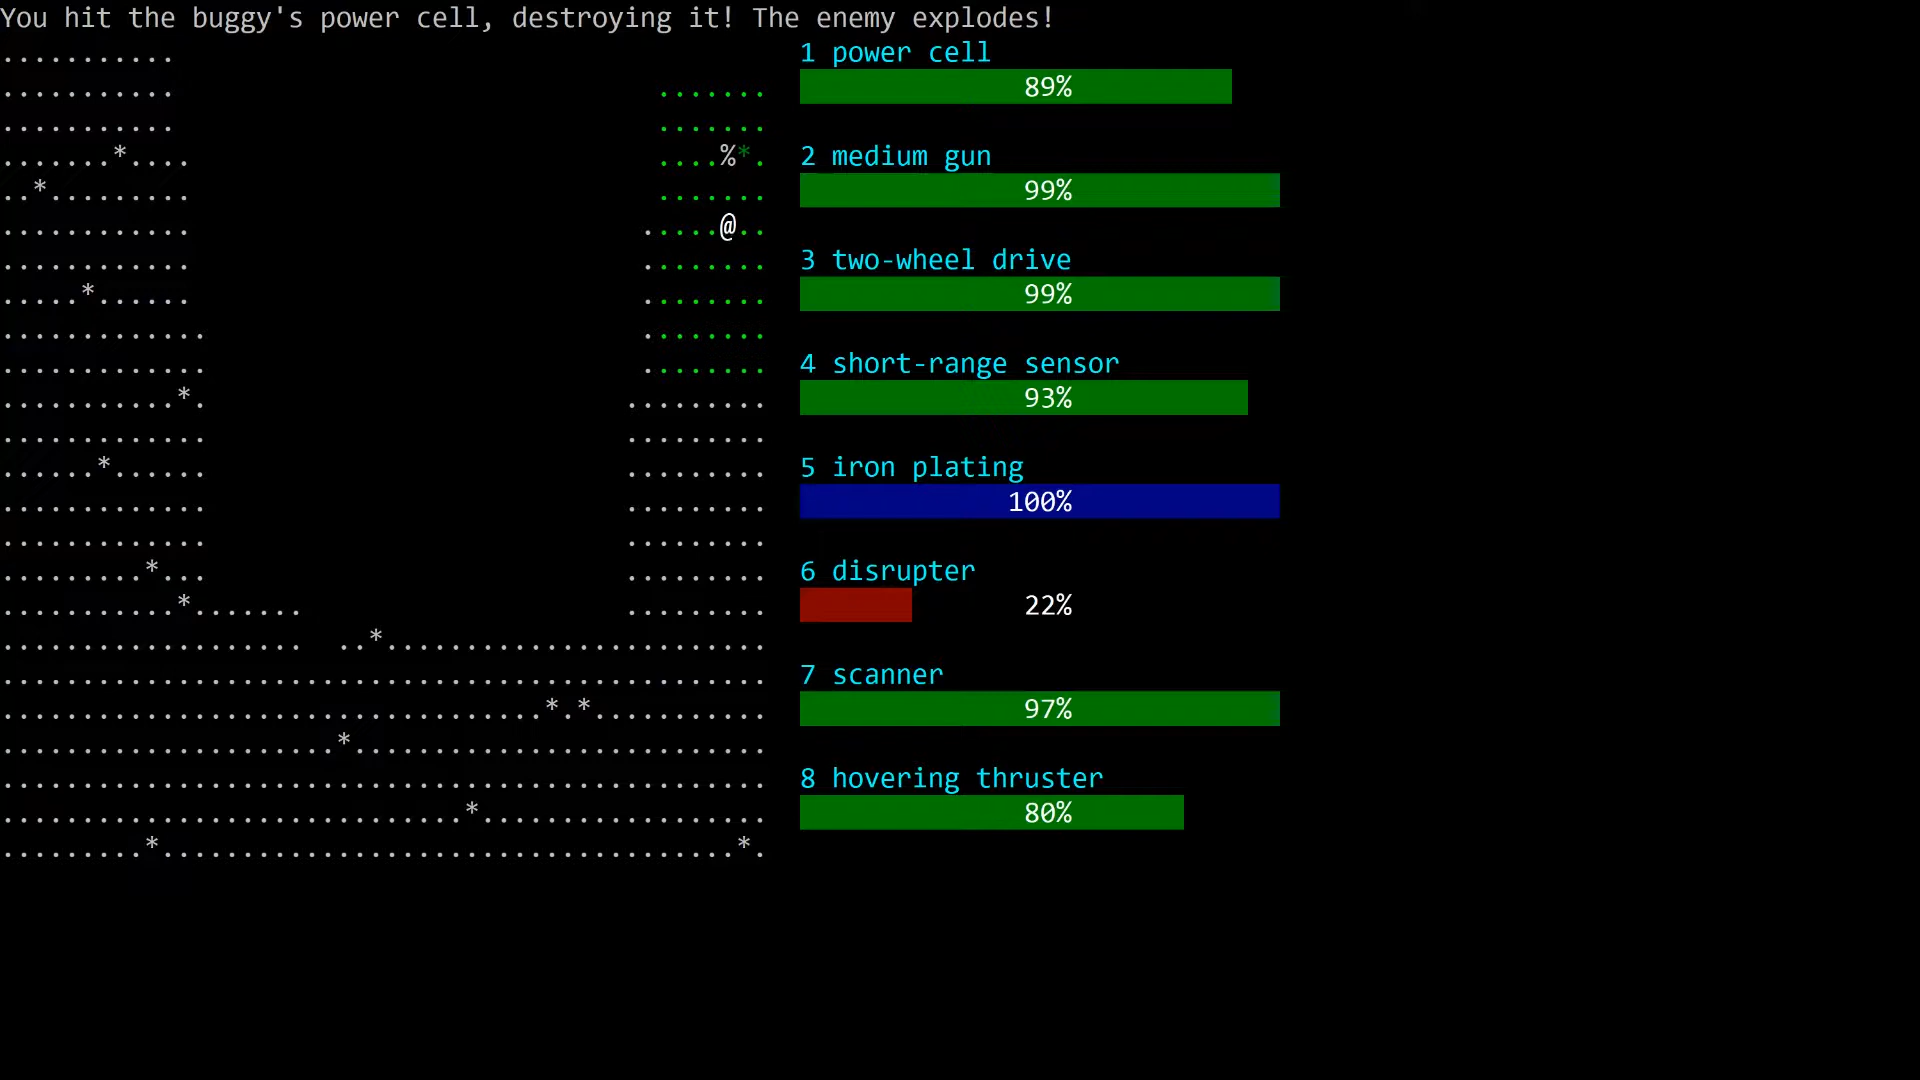 You hit the buggy's power cell, destroying it! The enemy explodes!
1 power cell
89%
2 medium gun
99%
3 two-wheel drive
99%
4 short-range sensor
93%
5 iron plating
100%
6 disrupter
22%
7 scanner
97%
8 hovering thruster
80%